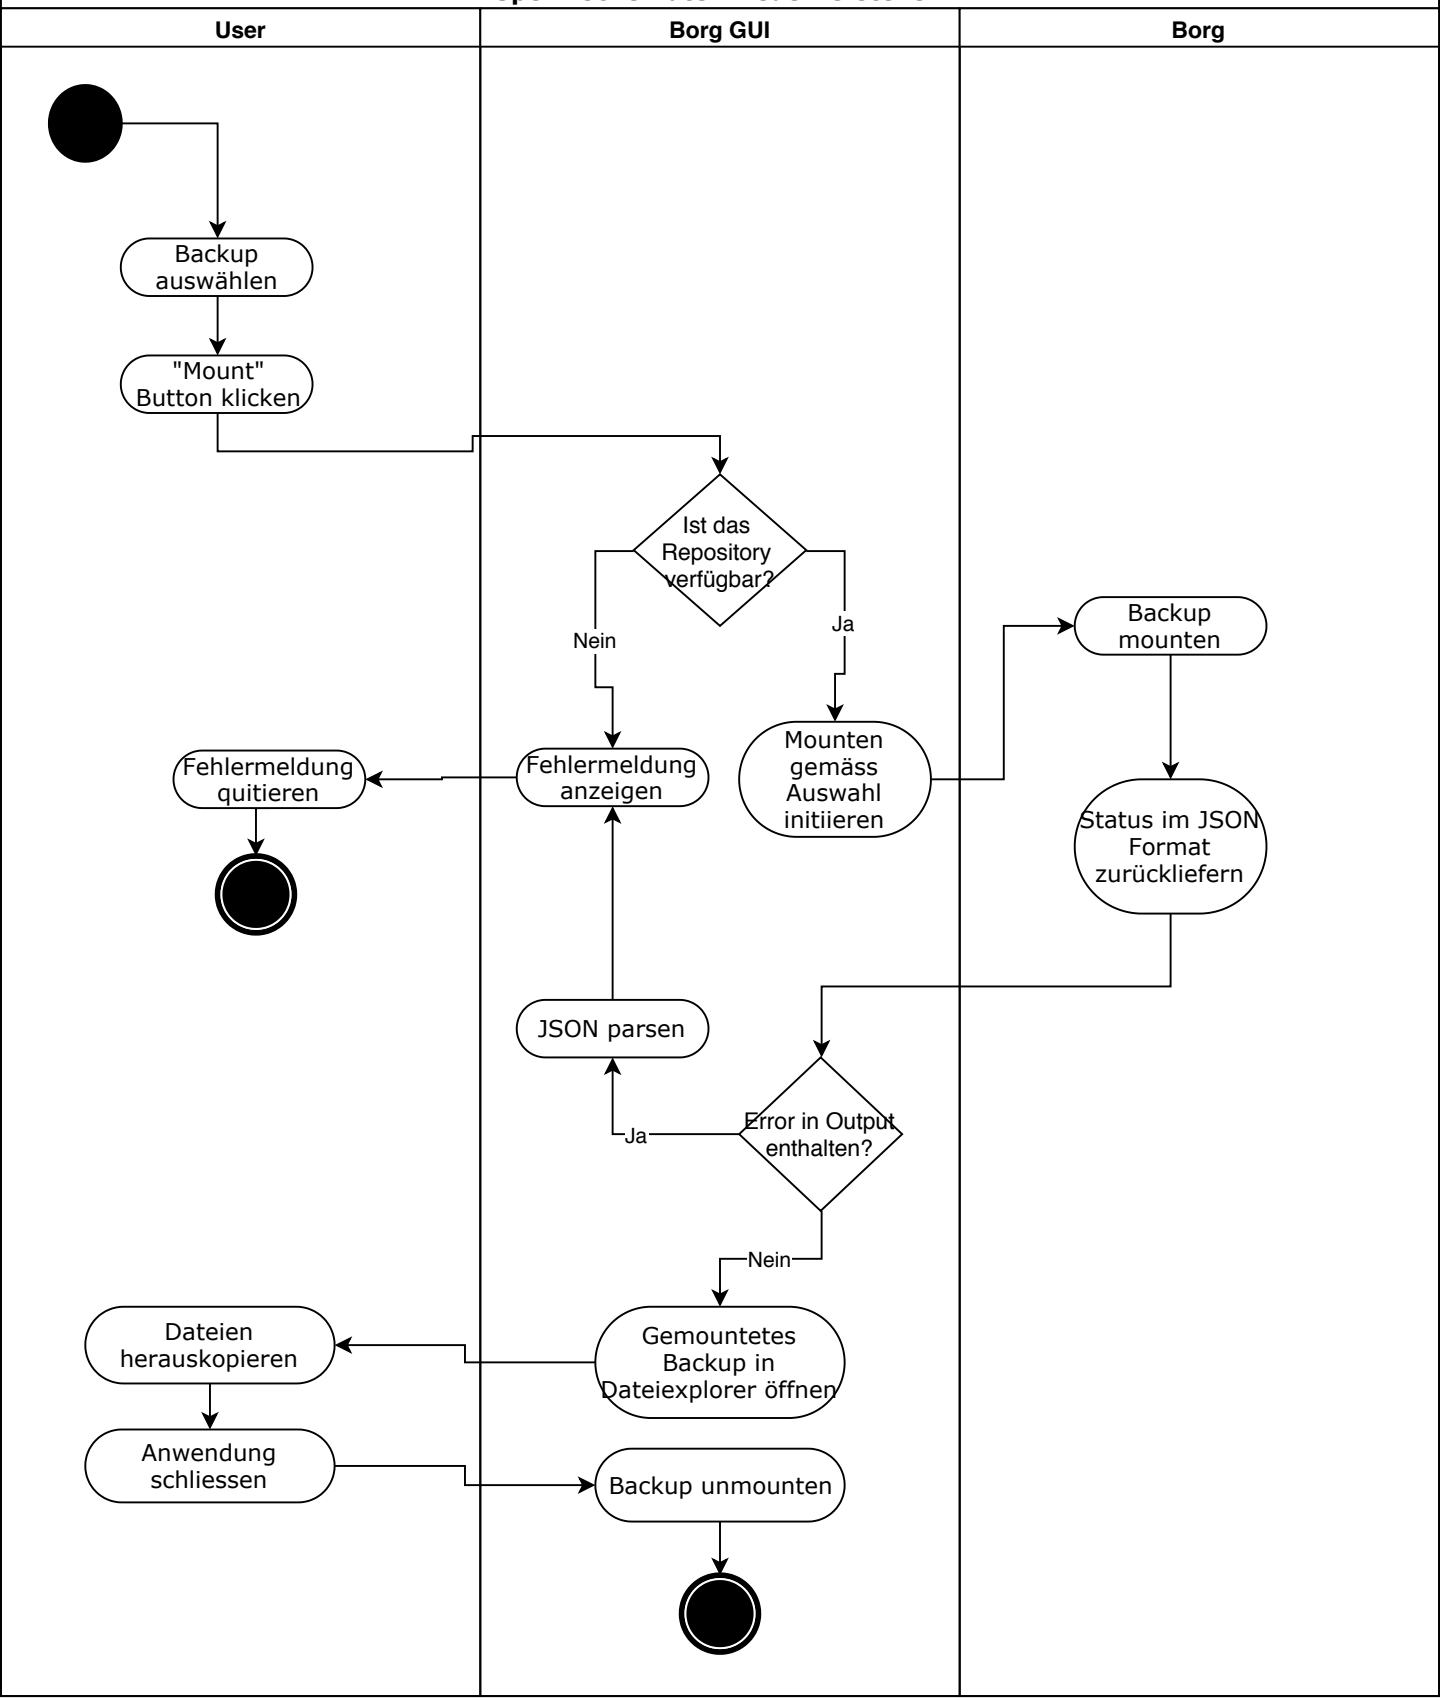 User
Borg GUI
Borg
Backup
auswählen
"Mount"
Button klicken
Ist das
Repository
verfügbar?
Nein
Ja
Backup
mounten
Fehlermeldung
quitieren
Fehlermeldung
anzeigen
Mounten
gemäss
Auswahl
initiieren
Status im JSON
Format
zurückliefern
JSON parsen
Error in Output
enthalten?
Ja
Nein
Dateien
herauskopieren
Gemountetes
Backup in
Dateiexplorer öffnen
Anwendung
schliessen
Backup unmounten